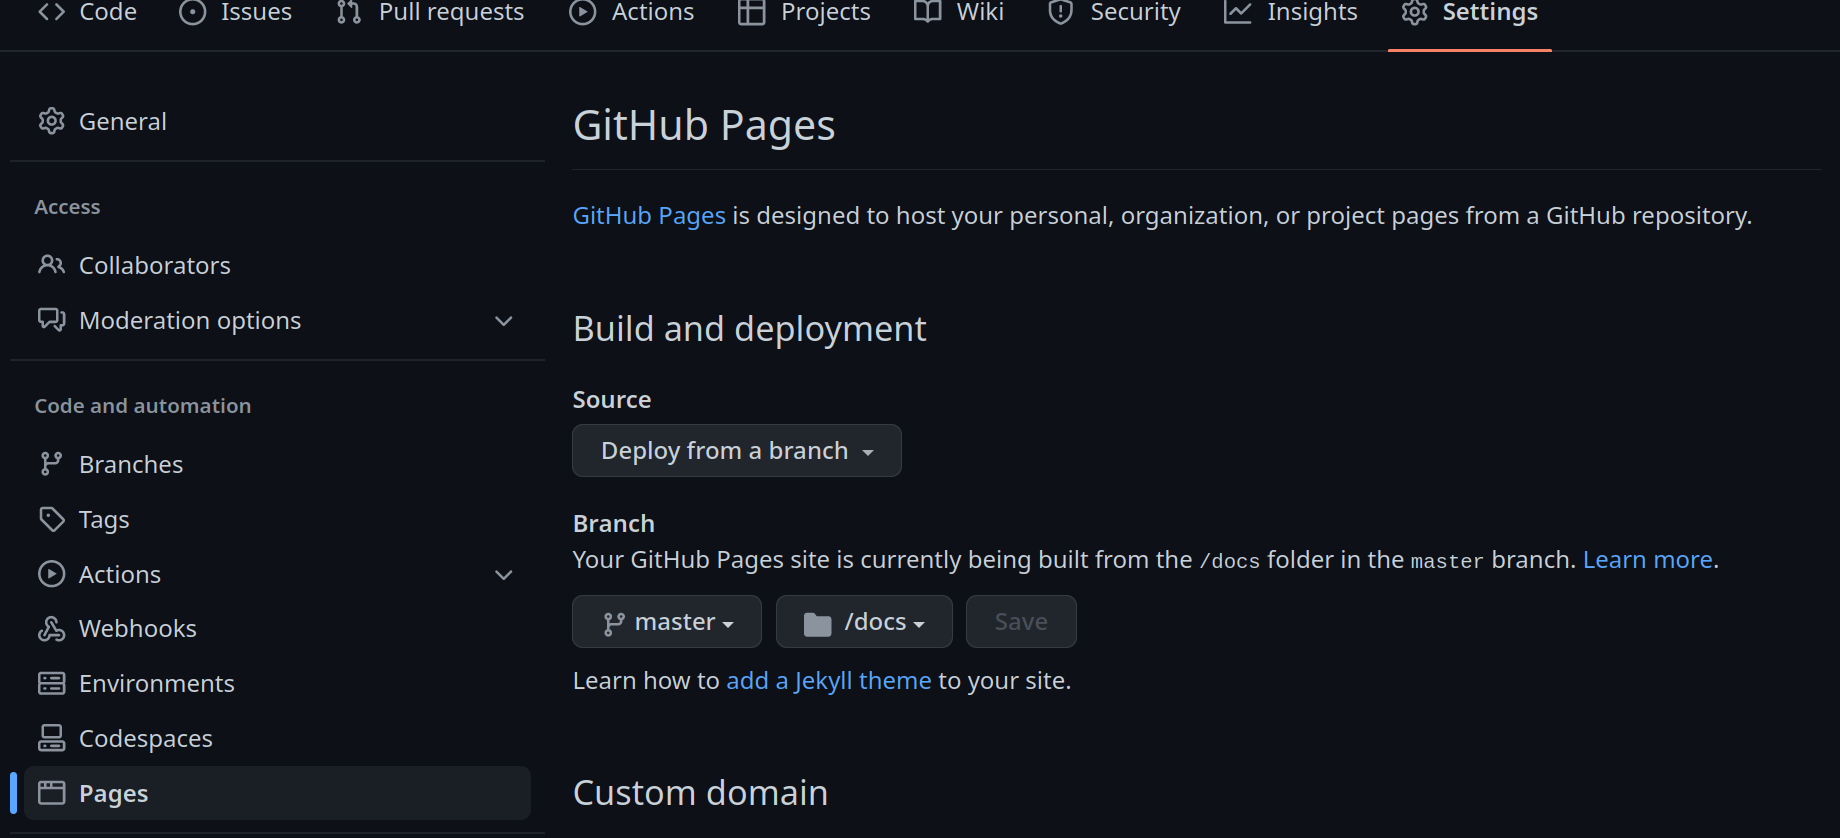 Code Issues Pull requests Actions Projects Wiki Security Insights Settings
General
Access
Collaborators
Moderation options
Code and automation
Branches
Tags
Actions
Webhooks
Environments
Codespaces
Pages
GitHub Pages
GitHub Pages is designed to host your personal, organization, or project pages from a GitHub repository.
Build and deployment
Source
Deploy from a branch
Branch
Your GitHub Pages site is currently being built from the /docs folder in the master branch. Learn more.
master /docs Save
Learn how to add a Jekyll theme to your site.
Custom domain